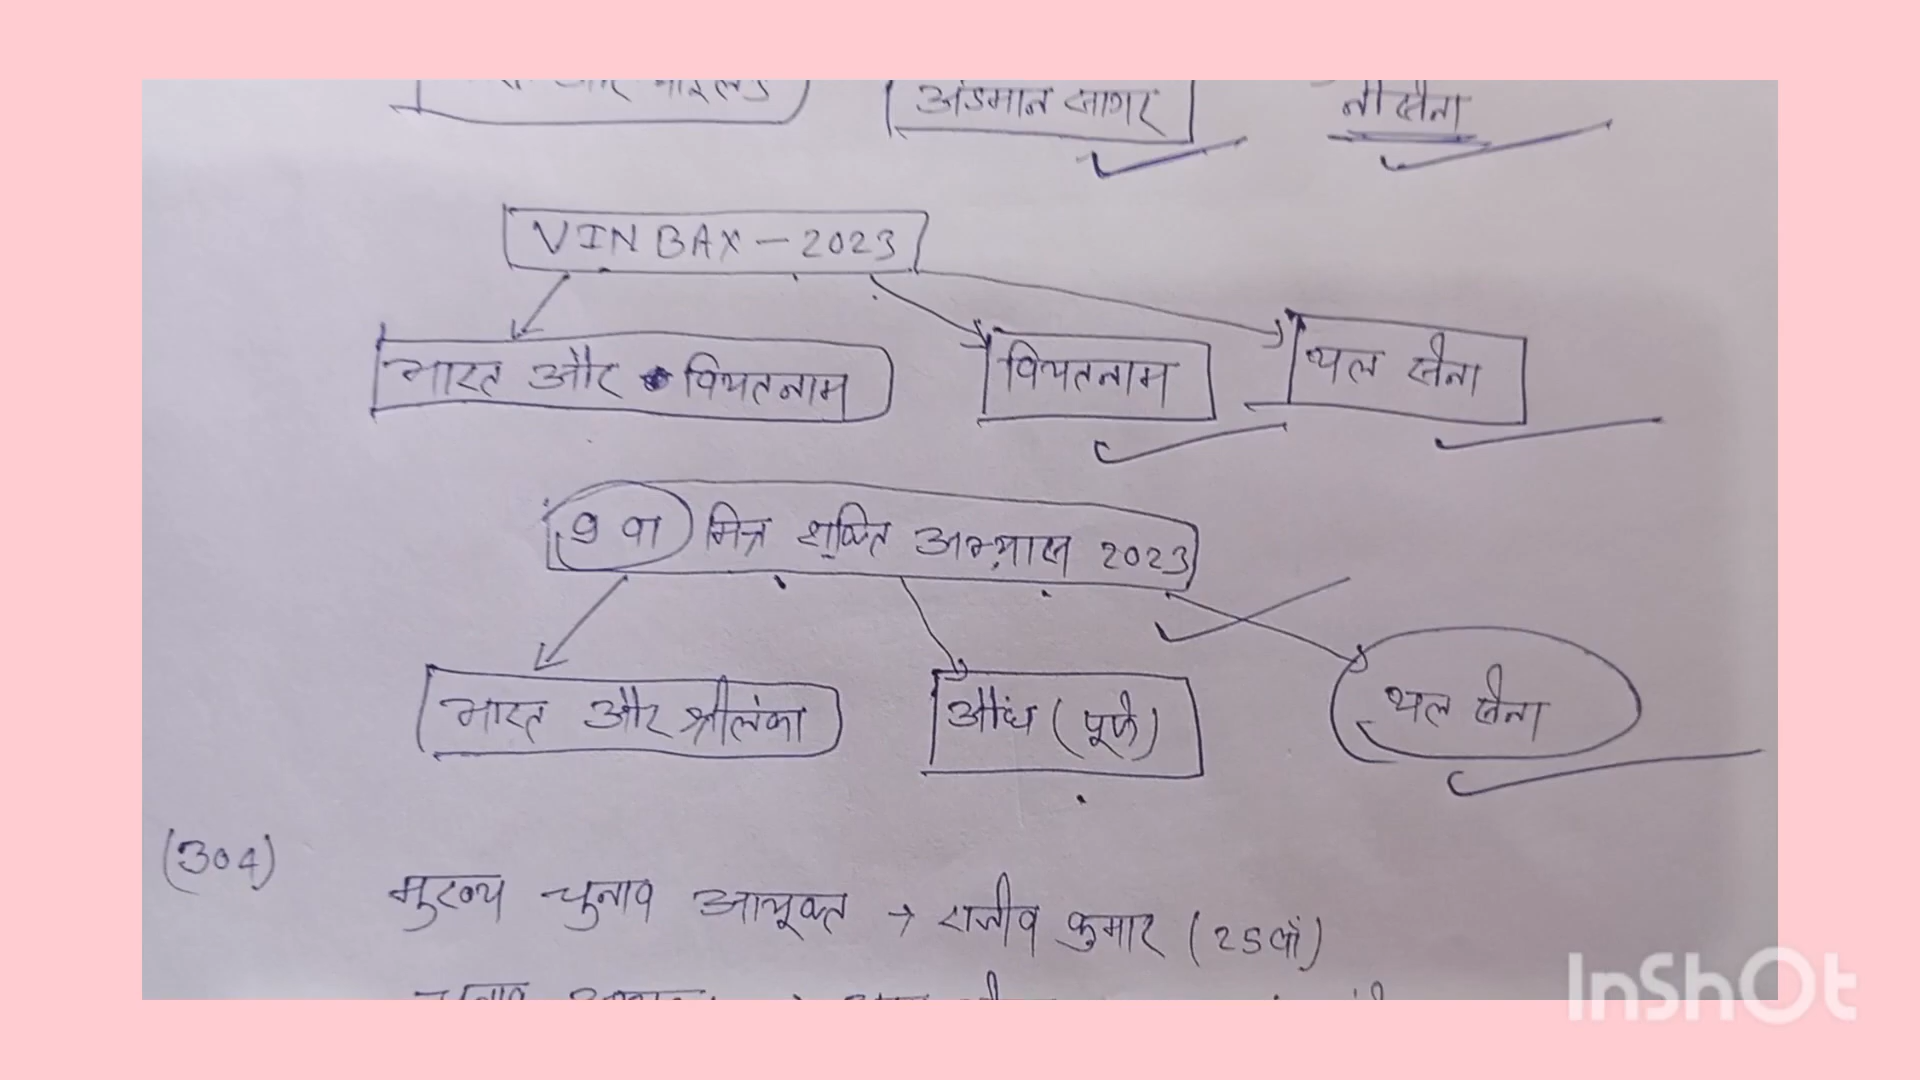 अंडमान सागर नौसेना
VINBAX – 2023
भारत और वियतनाम वियतनाम थल सेना
9 वा मित्र शक्ति अभ्यास 2023
भारत और श्रीलंका औंध (पूणे) थल सेना
(304)
मुख्य चुनाव आयूक्त → राजीव कुमार (25वाँ)
InShOt